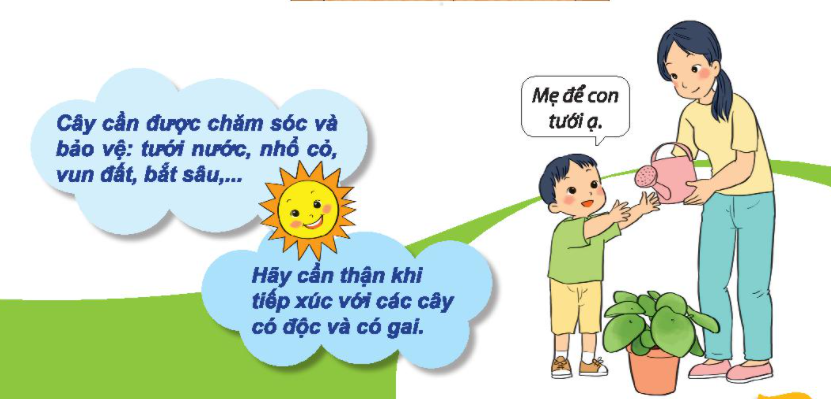 Cây cần được chăm sóc và
bảo vệ: tưới nước, nhổ cỏ,
vun đất, bắt sâu,...
Mẹ để con
tưới ạ.
Hãy cẩn thận khi
tiếp xúc với các cây
có độc và có gai.